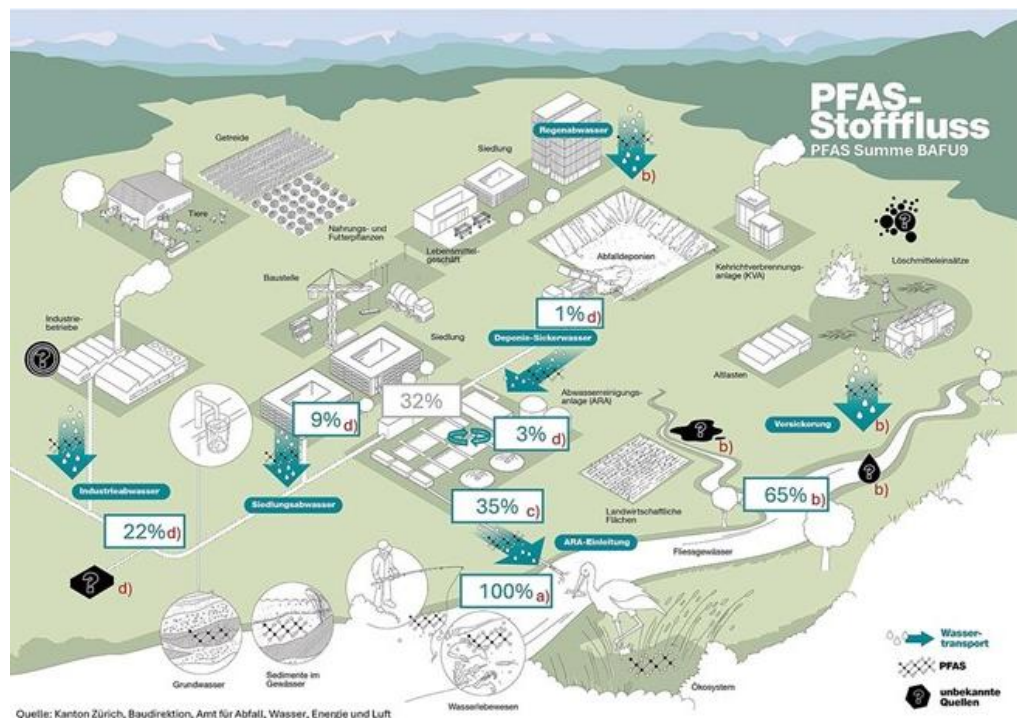 PFAS-
Stofffluss
PFAS Summe BAFU9
Regenabwasser
b)
Getreide
Siedlung
Tiere
Nahrungs- und
Futterpflanzen
Lebensmittel-
geschäft
Abfalldeponien
Kehrichtverbrennungs-
anlage (KVA)
?
Löschmitteleinsätze
Baustelle
Industrie-
betriebe
?
Siedlung
1% d)
Deponie-Sickerwasser
Altlasten
32%
Abwasserreinigungs-
anlage (ARA)
9% d)
3% d)
?
b)
Versickerung
b)
?
b)
Industrieabwasser
Siedlungsabwasser
35% c)
Landwirtschaftliche
Flächen
65% b)
22% d)
ARA-Einleitung
Fliessgewässer
?
d)
100% a)
Wasser-
transport
PFAS
?
unbekannte
Quellen
Grundwasser
Sedimente im
Gewässer
Wasserlebewesen
Ökosystem
Quelle: Kanton Zürich, Baudirektion, Amt für Abfall, Wasser, Energie und Luft